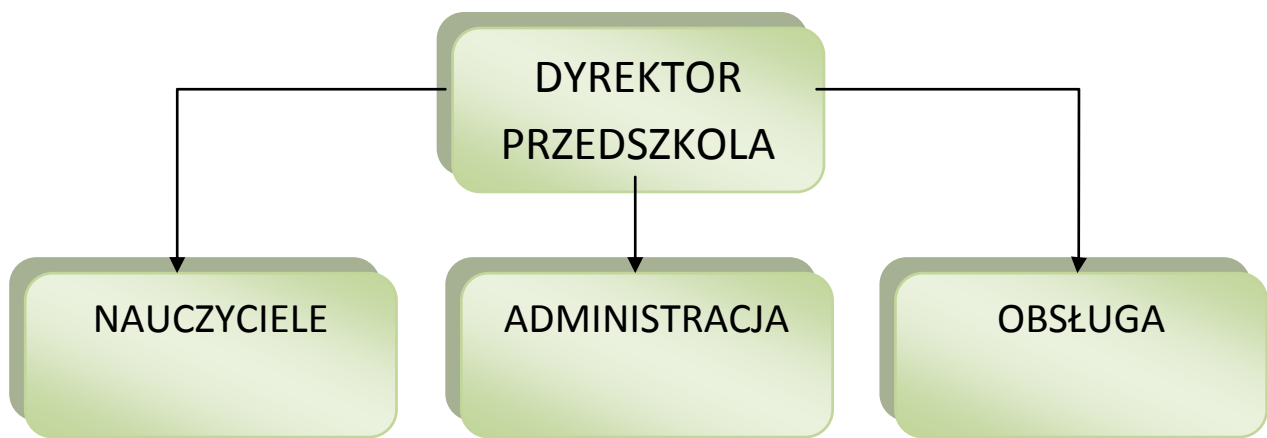 DYREKTOR
PRZEDSZKOLA
NAUCZYCIELE
ADMINISTRACJA
OBSŁUGA